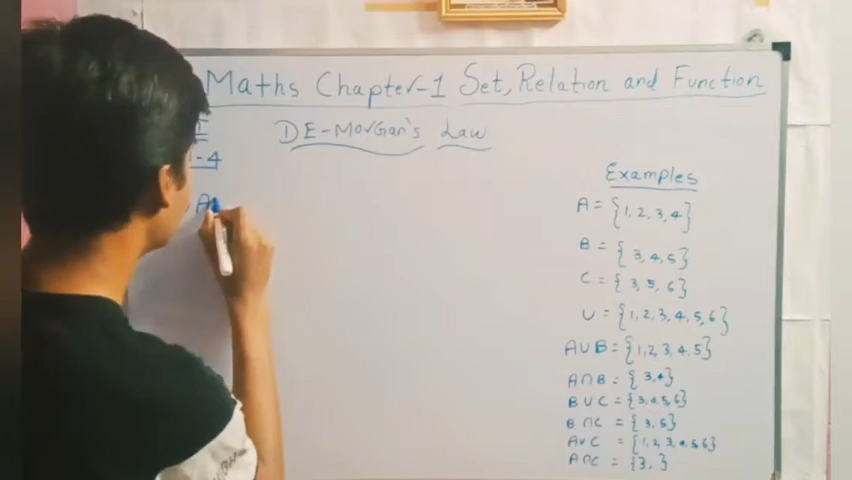 Maths Chapter-1 Set, Relation and Function
DE-MorGan's Law
-4
A
Examples
A = {1, 2, 3, 4}
B = {3, 4, 5}
C = {3, 5, 6}
U = {1, 2, 3, 4, 5, 6}
A∪B = {1, 2, 3, 4, 5}
A∩B = {3, 4}
B∪C = {3, 4, 5, 6}
B∩C = {3, 5}
A∪C = {1, 2, 3, 4, 5, 6}
A∩C = {3, }